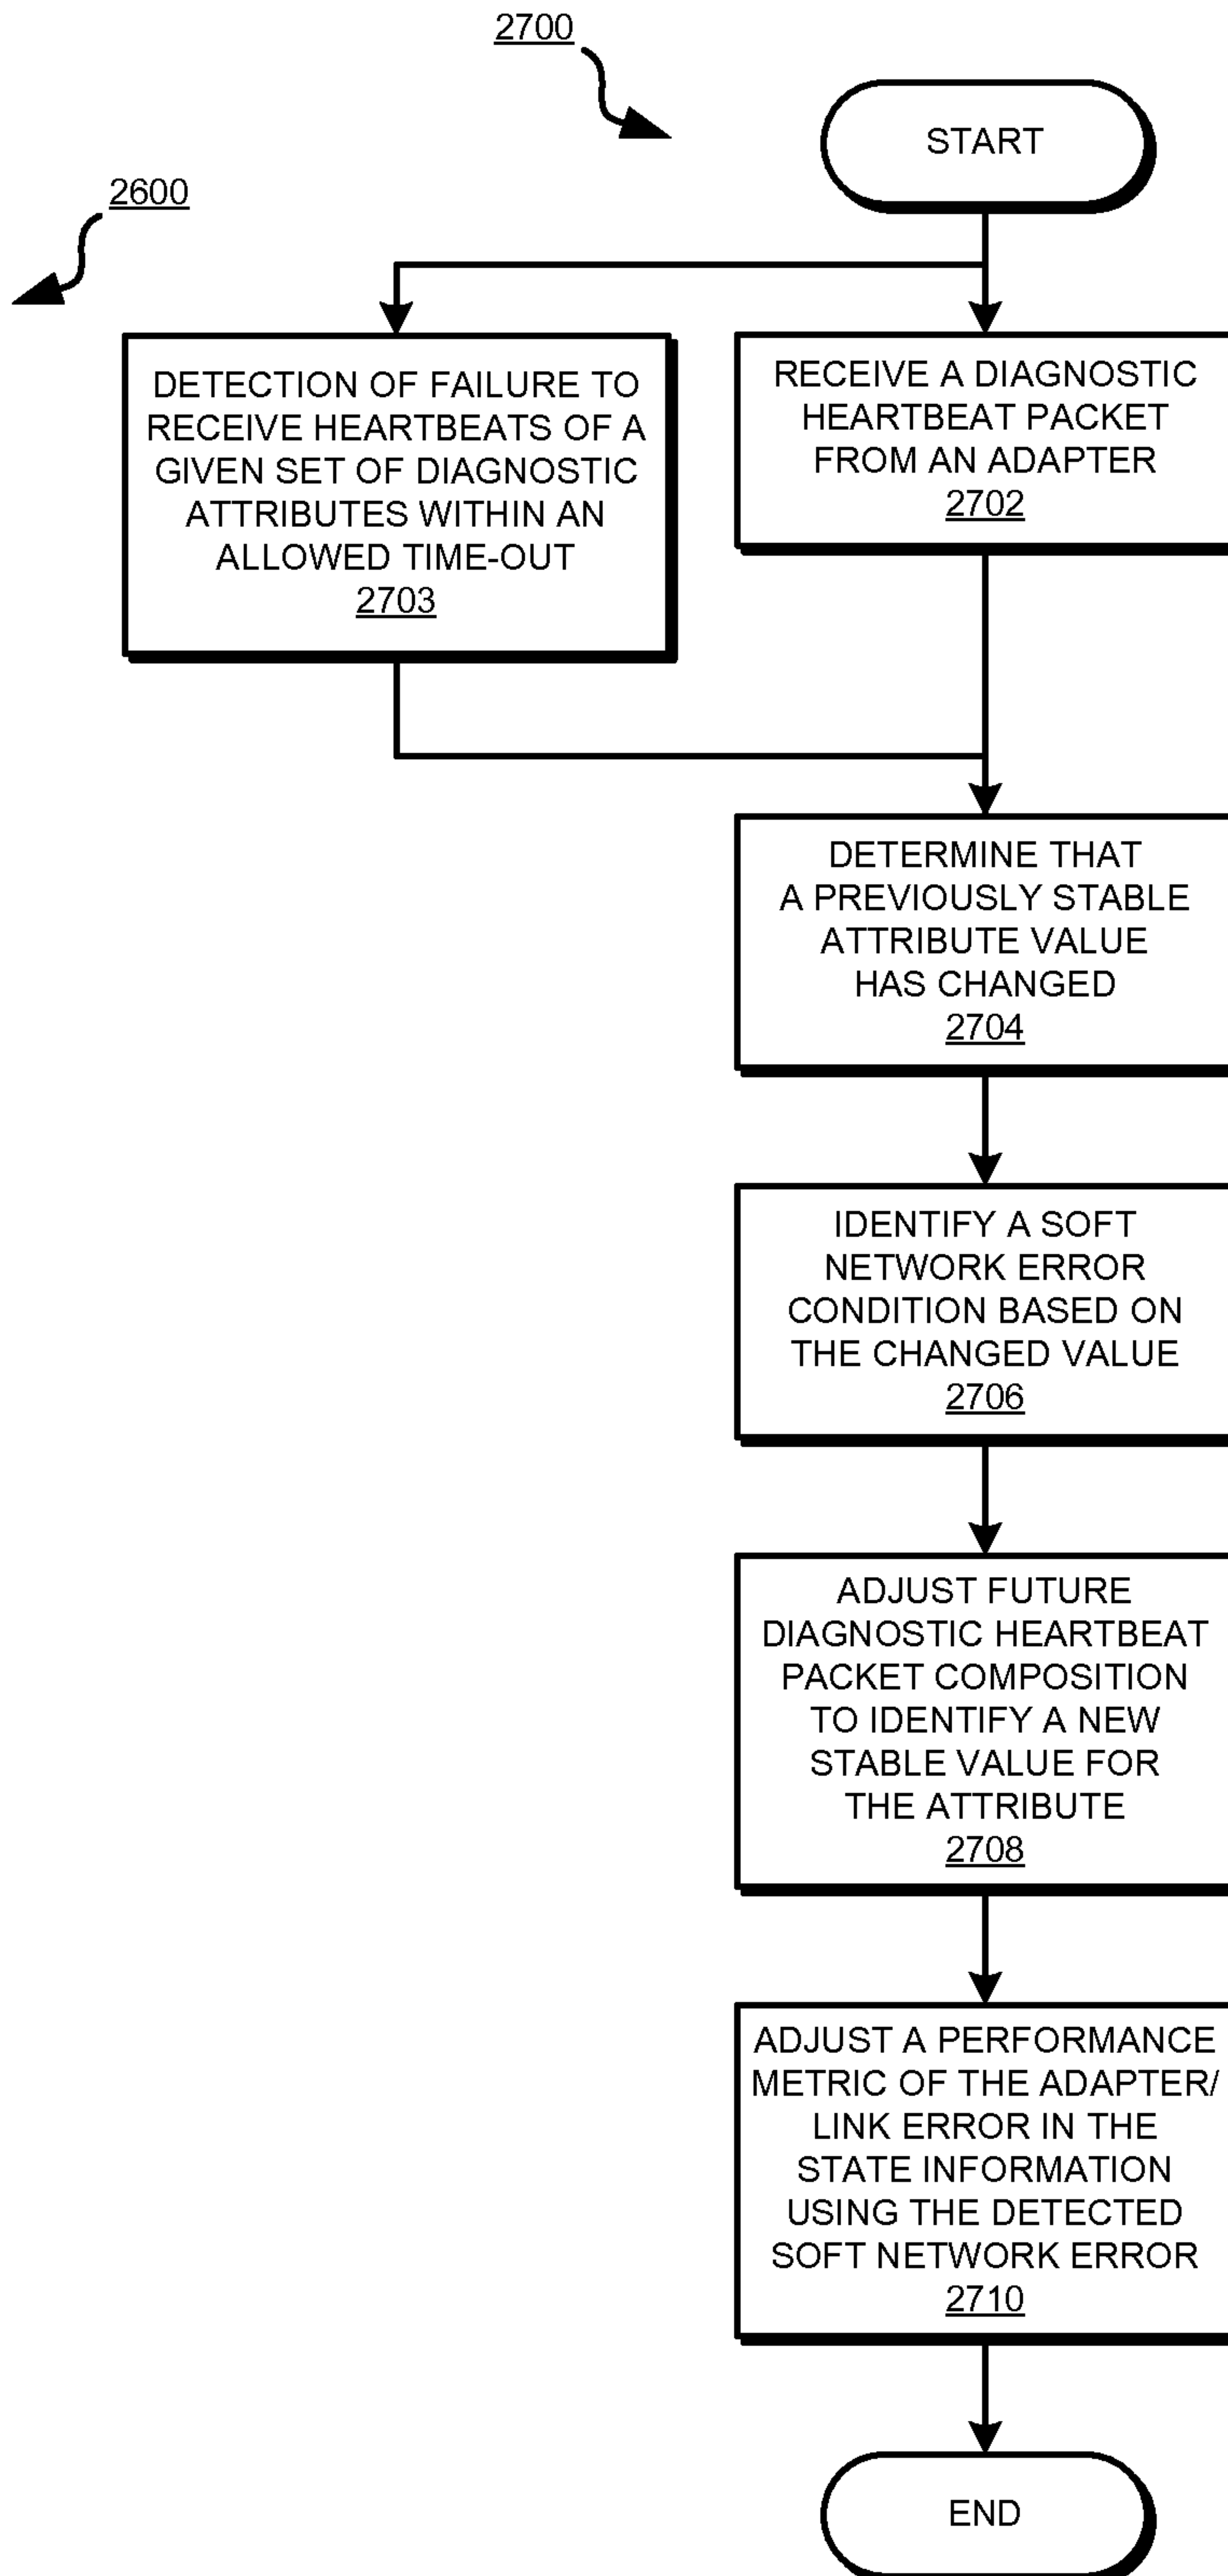 2700
START
2600
DETECTION OF FAILURE TO
RECEIVE HEARTBEATS OF A
GIVEN SET OF DIAGNOSTIC
ATTRIBUTES WITHIN AN
ALLOWED TIME-OUT
2703
RECEIVE A DIAGNOSTIC
HEARTBEAT PACKET
FROM AN ADAPTER
2702
DETERMINE THAT
A PREVIOUSLY STABLE
ATTRIBUTE VALUE
HAS CHANGED
2704
IDENTIFY A SOFT
NETWORK ERROR
CONDITION BASED ON
THE CHANGED VALUE
2706
ADJUST FUTURE
DIAGNOSTIC HEARTBEAT
PACKET COMPOSITION
TO IDENTIFY A NEW
STABLE VALUE FOR
THE ATTRIBUTE
2708
ADJUST A PERFORMANCE
METRIC OF THE ADAPTER/
LINK ERROR IN THE
STATE INFORMATION
USING THE DETECTED
SOFT NETWORK ERROR
2710
END